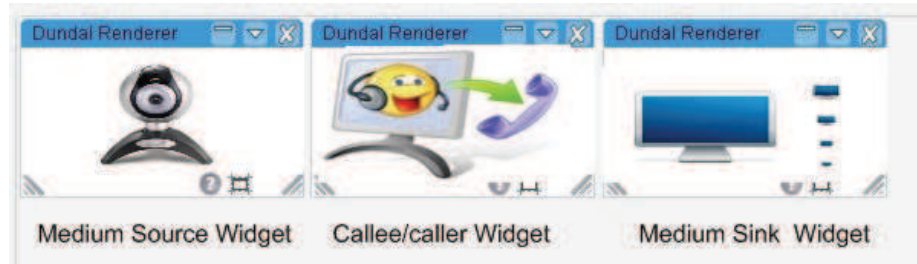 Dundal Renderer Dundal Renderer Dundal Renderer
Medium Source Widget Callee/caller Widget Medium Sink Widget